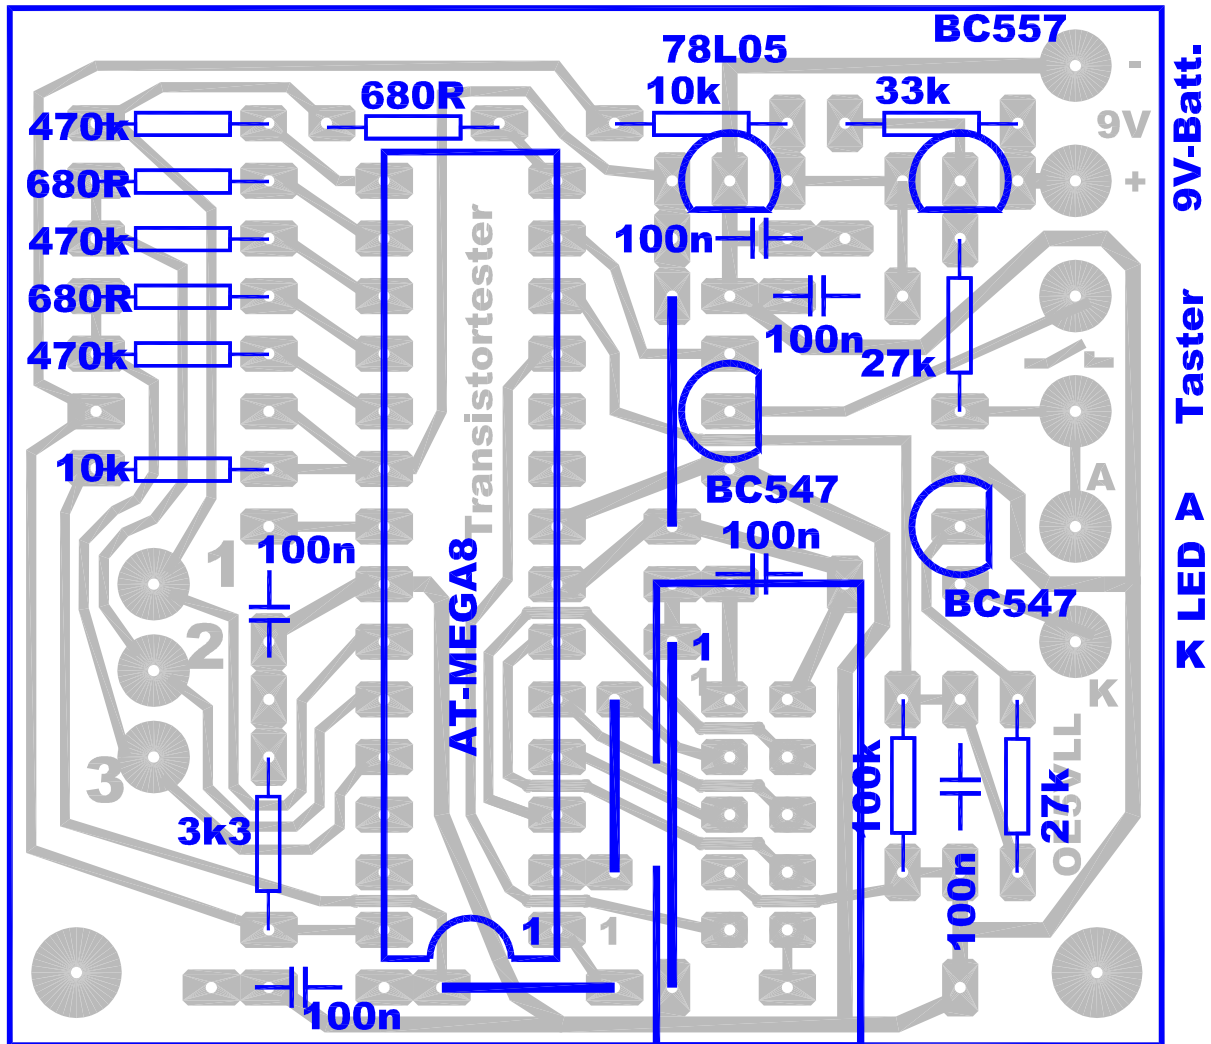 BC557
78L05
-
9V-Batt.
680R
10k
33k
470k
9V
680R
+
470k
100n
Transistortester
680R
100n
Taster
470k
27k
10k
BC547
A
A
100n
1
100n
AT-MEGA8
BC547
K LED
2
1
1
K
3
100k
27k
OL5VLL
3k3
100n
1
1
100n